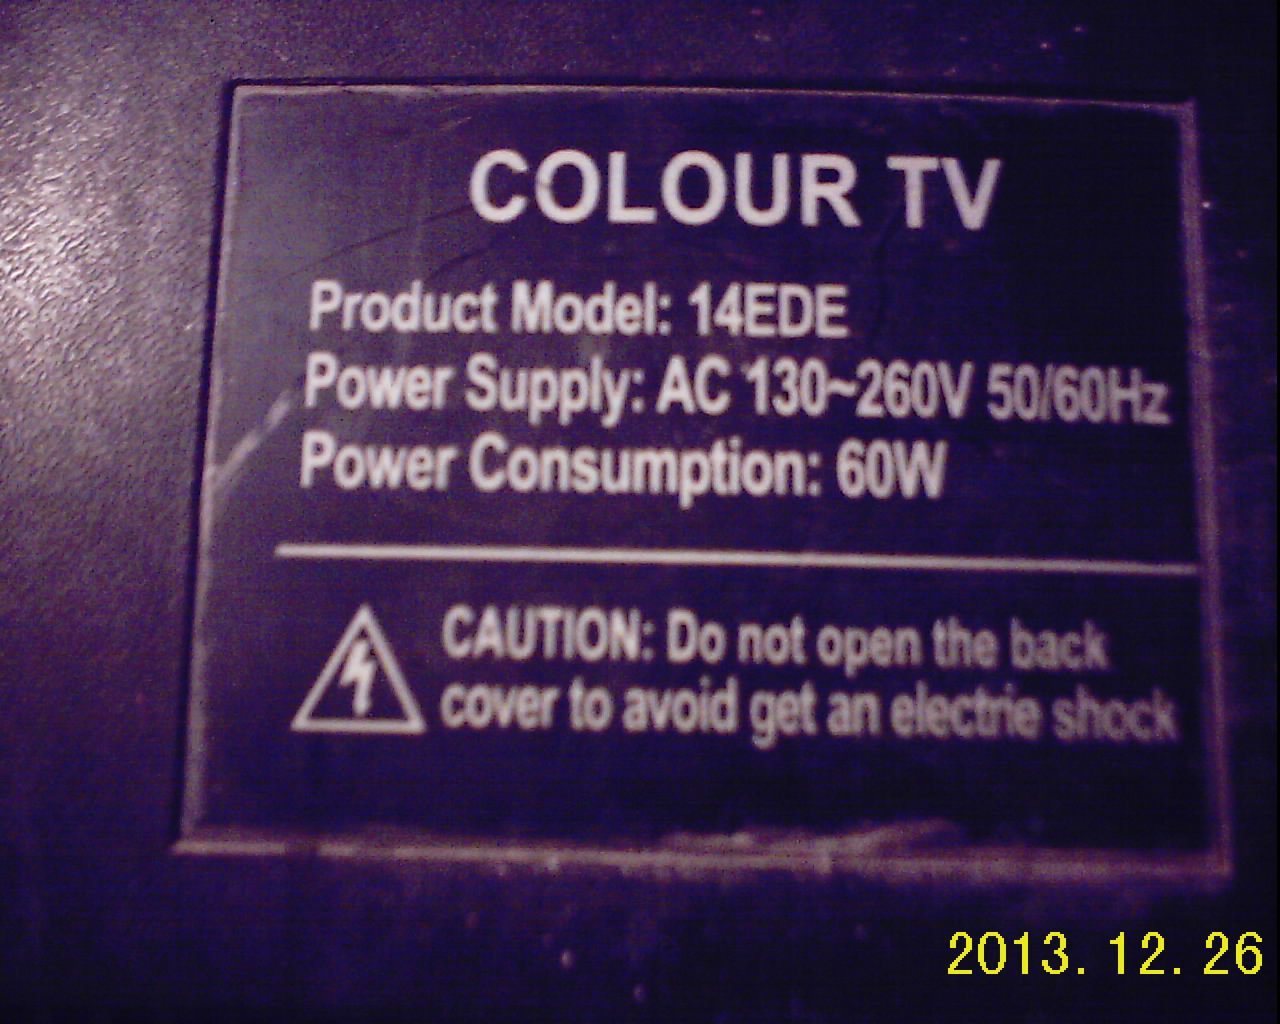 COLOUR TV
Product Model: 14EDE
Power Supply: AC 130~260V 50/60Hz
Power Consumption: 60W
CAUTION: Do not open the back
cover to avoid get an electrie shock
2013.12.26